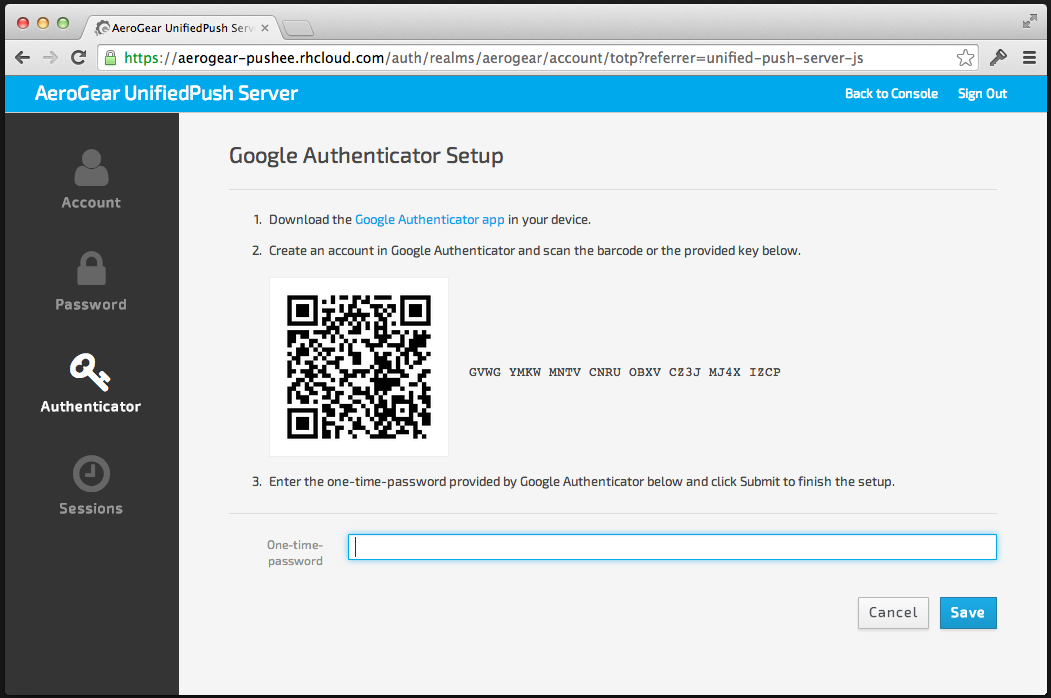 AeroGear UnifiedPush Serv
https://aerogear-pushee.rhcloud.com/auth/realms/aerogear/account/totp?referrer=unified-push-server-js
AeroGear UnifiedPush Server
Back to Console
Sign Out
Account
Password
Authenticator
Sessions
Google Authenticator Setup
1. Download the Google Authenticator app in your device.
2. Create an account in Google Authenticator and scan the barcode or the provided key below.
GVWG YMKW MNTV CNRU OBXV CZ3J MJ4X IZCP
3. Enter the one-time-password provided by Google Authenticator below and click Submit to finish the setup.
One-time-
password
Cancel
Save